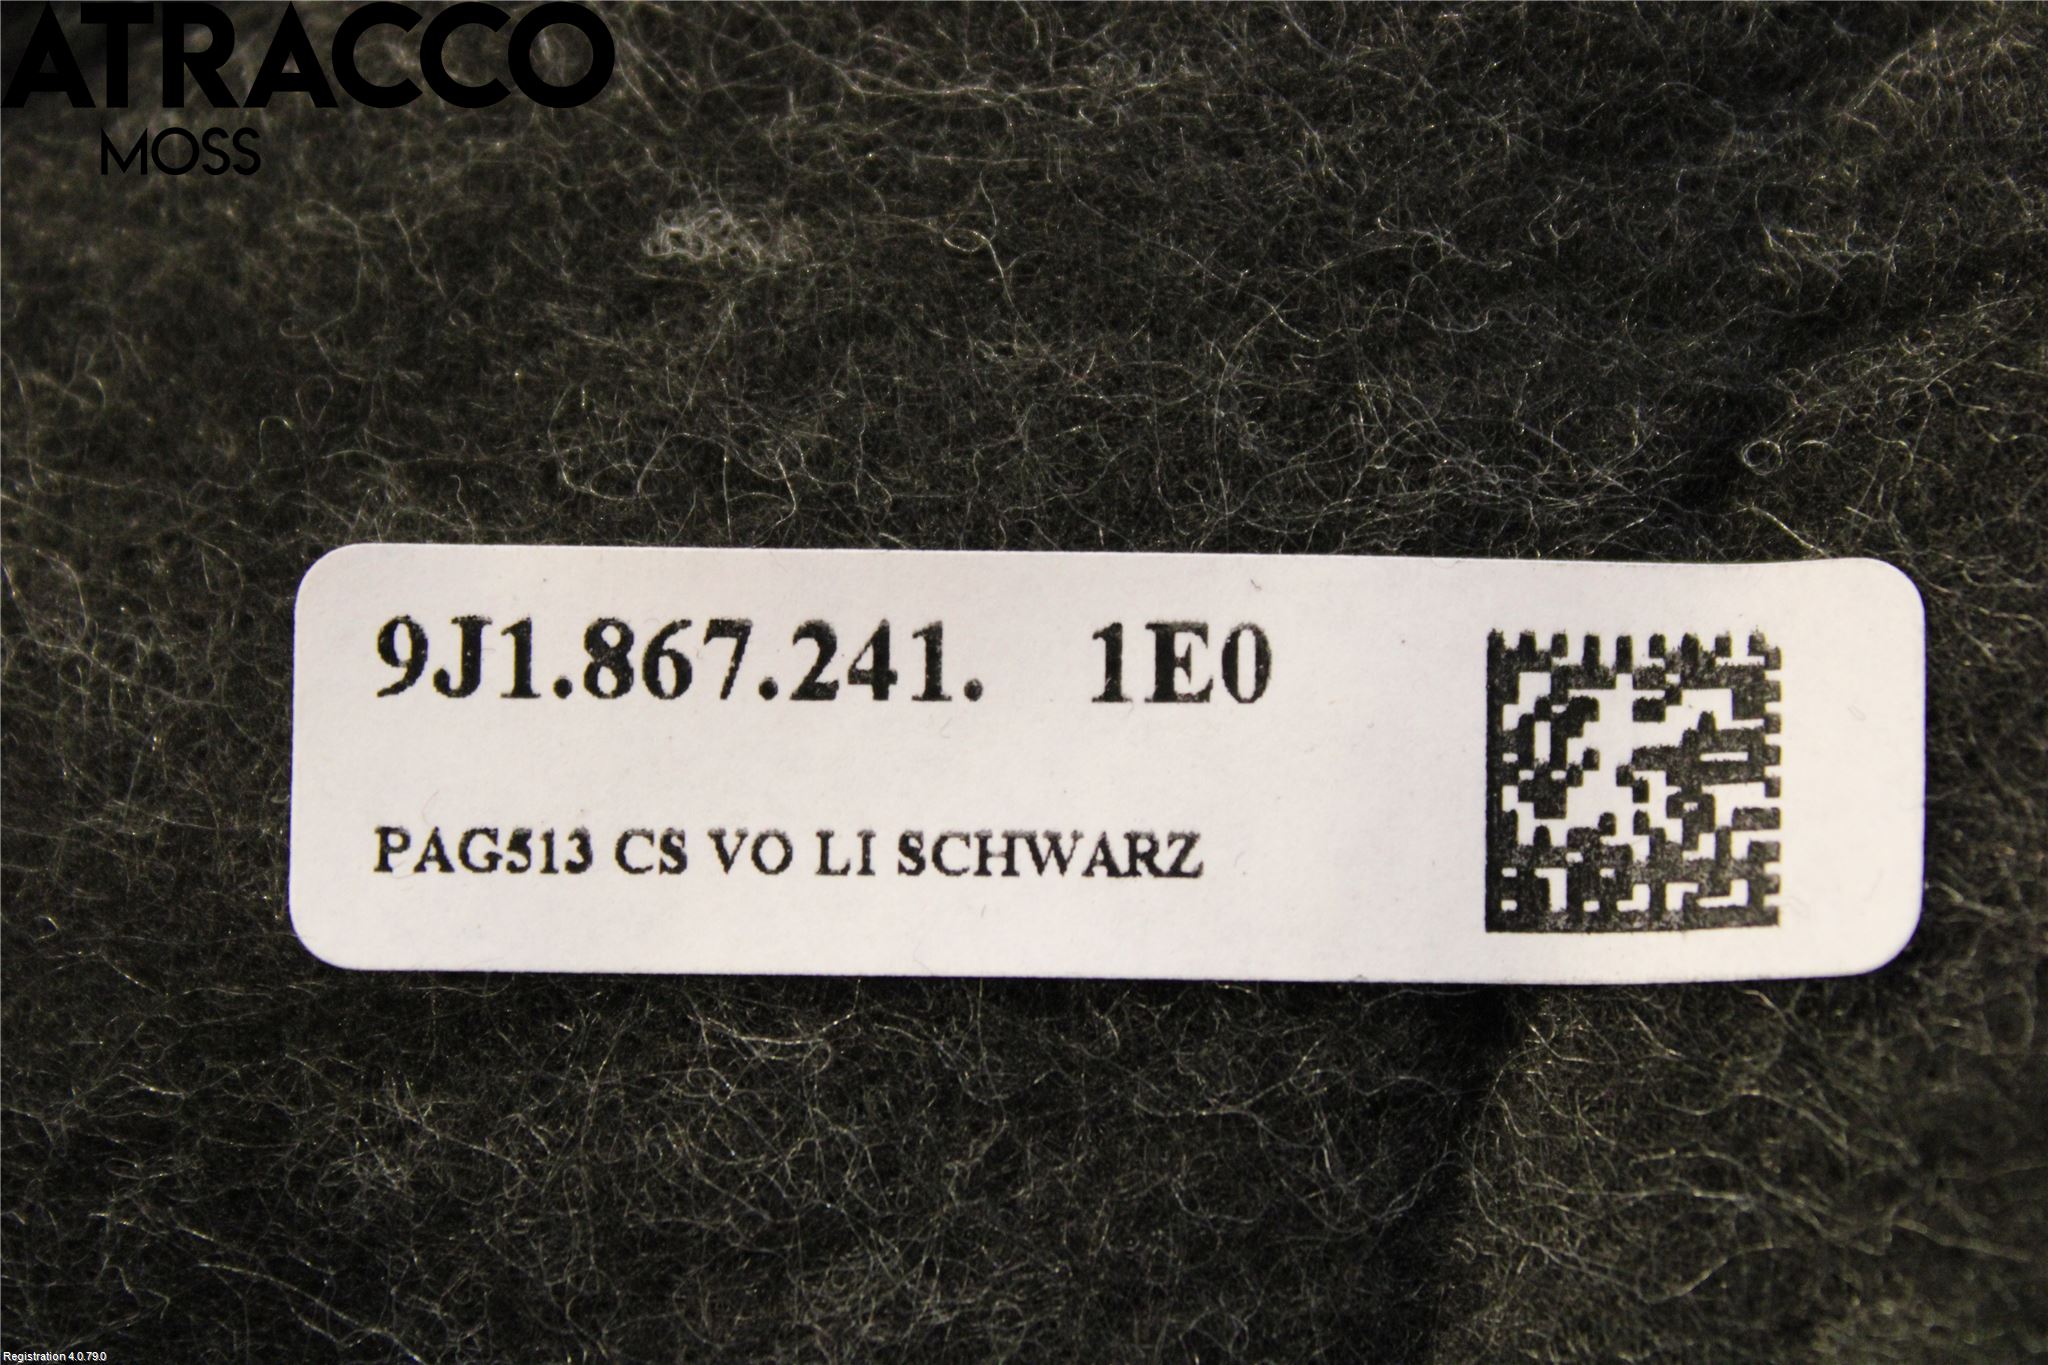 ATRACCO
MOSS
9J1.867.241. 1E0
PAG513 CS VO LI SCHWARZ
Registration 4.0.79.0